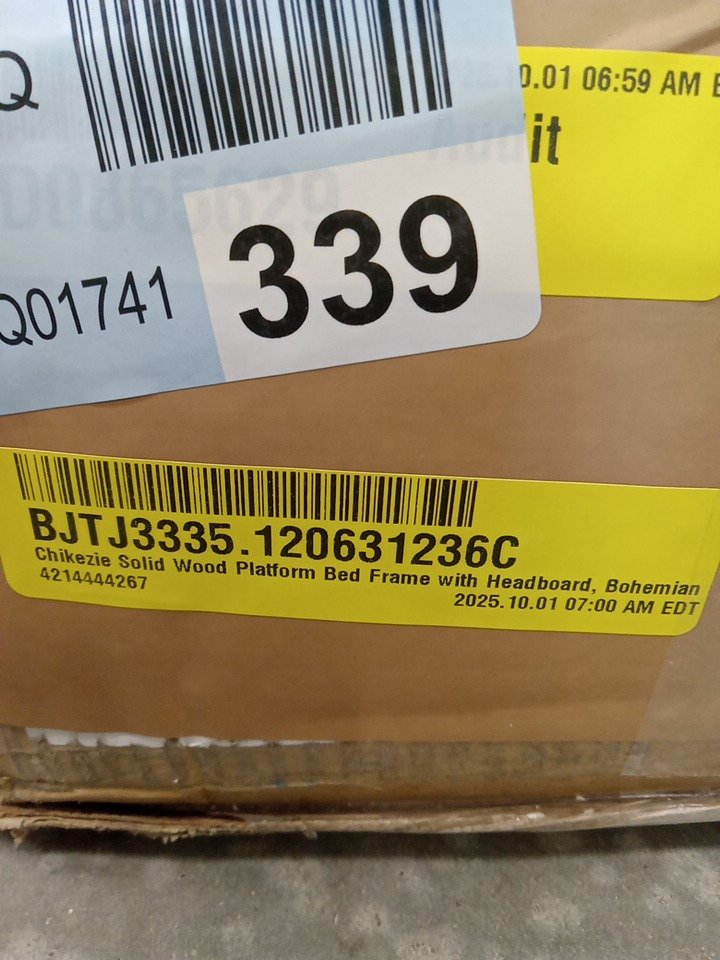 Q
0.01 06:59 AM E
it
339
Q01741
BJTJ3335.120631236C
Chikezie Solid Wood Platform Bed Frame with Headboard, Bohemian
4214444267
2025.10.01 07:00 AM EDT